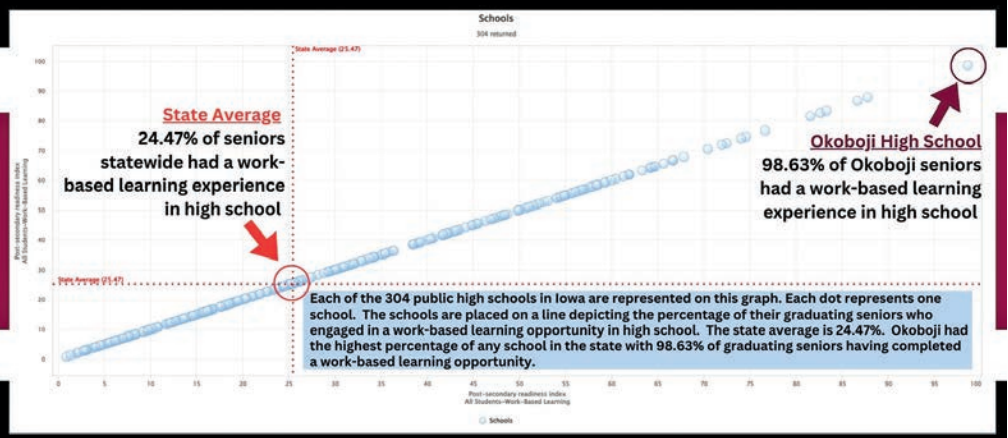 Schools
304 returned
State Average (25.47)
100
90
80
70
60
50
40
30
20
10
0
Post-secondary readiness index
All Students-Work-Based Learning
State Average
24.47% of seniors
statewide had a work-
based learning experience
in high school
Okoboji High School
98.63% of Okoboji seniors
had a work-based learning
experience in high school
State Average (25.47)
Each of the 304 public high schools in Iowa are represented on this graph. Each dot represents one
school. The schools are placed on a line depicting the percentage of their graduating seniors who
engaged in a work-based learning opportunity in high school. The state average is 24.47%. Okoboji had
the highest percentage of any school in the state with 98.63% of graduating seniors having completed
a work-based learning opportunity.
0 5 10 15 20 25 30 35 40 45 50 55 60 65 70 75 80 85 90 95 100
Post-secondary readiness index
All Students-Work-Based Learning
Schools